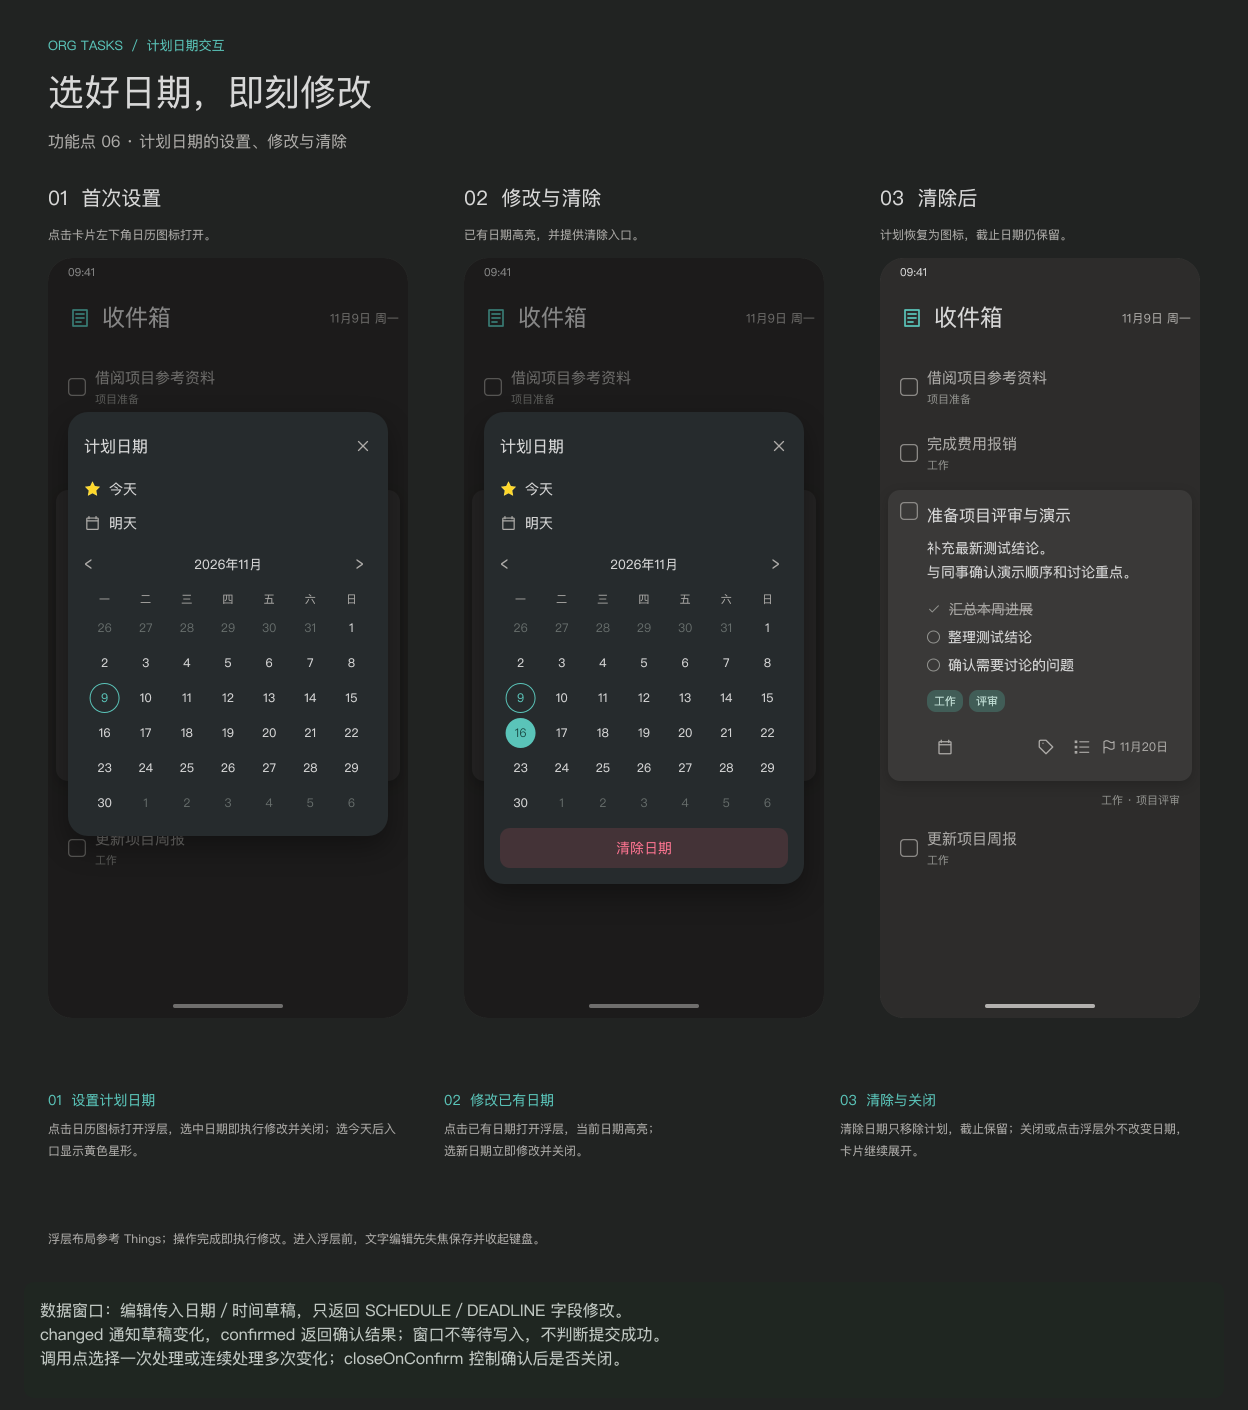 ORG TASKS / 计划日期交互
选好日期，即刻修改
功能点 06 · 计划日期的设置、修改与清除
01 首次设置
点击卡片左下角日历图标打开。
09:41
收件箱
11月9日 周一
借阅项目参考资料
项目准备
计划日期
今天
明天
2026年11月
一 二 三 四 五 六 日
26 27 28 29 30 31 1
2 3 4 5 6 7 8
9 10 11 12 13 14 15
16 17 18 19 20 21 22
23 24 25 26 27 28 29
30 1 2 3 4 5 6
更新项目周报
工作
02 修改与清除
已有日期高亮，并提供清除入口。
09:41
收件箱
11月9日 周一
借阅项目参考资料
项目准备
计划日期
今天
明天
2026年11月
一 二 三 四 五 六 日
26 27 28 29 30 31 1
2 3 4 5 6 7 8
9 10 11 12 13 14 15
16 17 18 19 20 21 22
23 24 25 26 27 28 29
30 1 2 3 4 5 6
清除日期
03 清除后
计划恢复为图标，截止日期仍保留。
09:41
收件箱
11月9日 周一
借阅项目参考资料
项目准备
完成费用报销
工作
准备项目评审与演示
补充最新测试结论。
与同事确认演示顺序和讨论重点。
汇总本周进展
整理测试结论
确认需要讨论的问题
工作 评审
11月20日
工作 · 项目评审
更新项目周报
工作
01 设置计划日期
点击日历图标打开浮层，选中日期即执行修改并关闭；选今天后入
口显示黄色星形。
02 修改已有日期
点击已有日期打开浮层，当前日期高亮；
选新日期立即修改并关闭。
03 清除与关闭
清除日期只移除计划，截止保留；关闭或点击浮层外不改变日期，
卡片继续展开。
浮层布局参考 Things；操作完成即执行修改。进入浮层前，文字编辑先失焦保存并收起键盘。
数据窗口：编辑传入日期 / 时间草稿，只返回 SCHEDULE / DEADLINE 字段修改。
changed 通知草稿变化，confirmed 返回确认结果；窗口不等待写入，不判断提交成功。
调用点选择一次处理或连续处理多次变化；closeOnConfirm 控制确认后是否关闭。